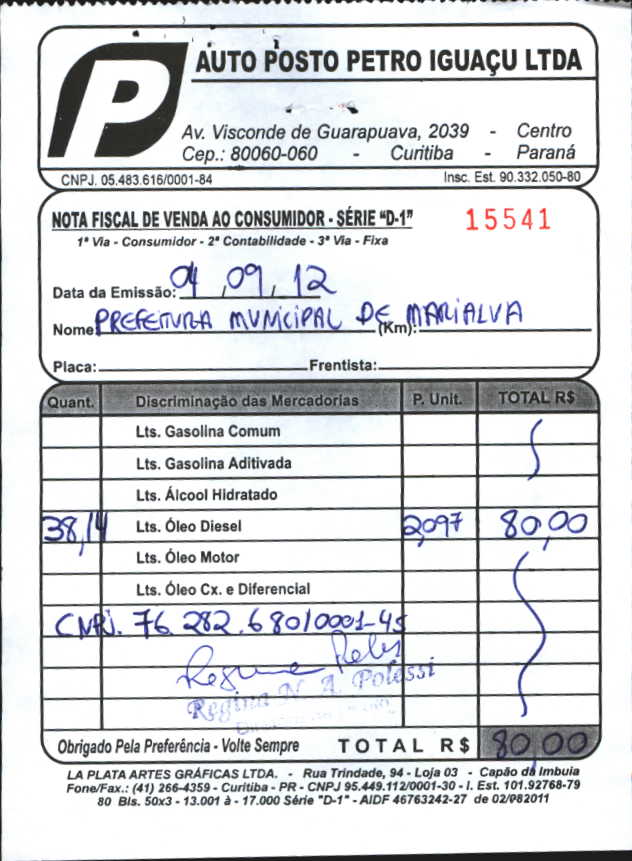 P
AUTO POSTO PETRO IGUAÇU LTDA
Av. Visconde de Guarapuava, 2039 - Centro
Cep.: 80060-060 - Curitiba - Paraná
CNPJ. 05.483.616/0001-84 Insc. Est. 90.332.050-80
NOTA FISCAL DE VENDA AO CONSUMIDOR - SÉRIE "D-1" 15541
1ª Via - Consumidor - 2ª Contabilidade - 3ª Via - Fixa
Data da Emissão: 04, 09, 12
Nome PREFEITURA MUNICIPAL DE MARIALVA (Km):
Placa: Frentista:
Quant. Discriminação das Mercadorias P. Unit. TOTAL R$
Lts. Gasolina Comum
Lts. Gasolina Aditivada
Lts. Álcool Hidratado
38,14 Lts. Óleo Diesel 2,097 80,00
Lts. Óleo Motor
Lts. Óleo Cx. e Diferencial
CNPJ. 76.282.680/0001-45
Regina N. A. Polessi
Obrigado Pela Preferência - Volte Sempre TOTAL R$ 80,00
LA PLATA ARTES GRÁFICAS LTDA. - Rua Trindade, 94 - Loja 03 - Capão da Imbuia
Fone/Fax.: (41) 266-4359 - Curitiba - PR - CNPJ 95.449.112/0001-30 - I. Est. 101.92768-79
80 Bls. 50x3 - 13.001 à - 17.000 Série "D-1" - AIDF 46763242-27 de 02/082011